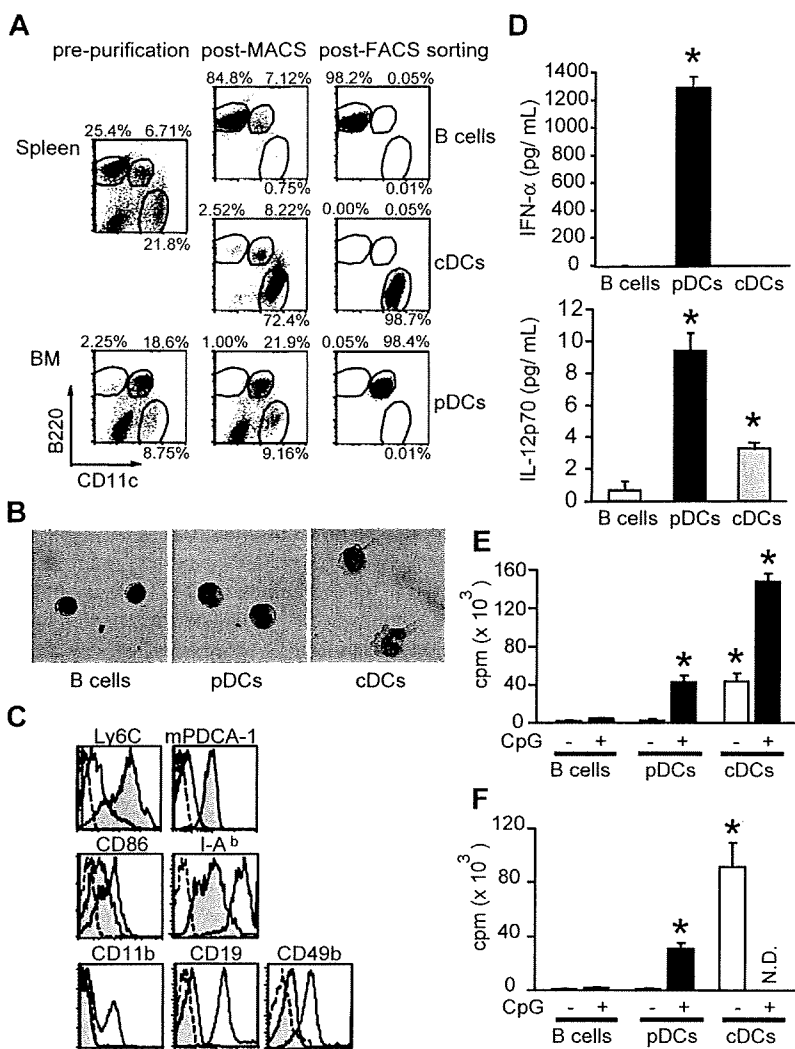 A
pre-purification post-MACS post-FACS sorting
84.8% 7.12% 98.2% 0.05%
25.4% 6.71%
Spleen
B cells
0.75% 0.01%
2.52% 8.22% 0.00% 0.05%
21.8%
cDCs
72.4% 98.7%
2.25% 18.6% 1.00% 21.9% 0.05% 98.4%
BM
pDCs
8.75% 9.16% 0.01%
B220
CD11c
B
B cells pDCs cDCs
C
Ly6C mPDCA-1
CD86 I-Aᵇ
CD11b CD19 CD49b
D
IFN-α (pg/ mL)
1400
1200
1000
800
600
400
200
0
*
B cells pDCs cDCs
IL-12p70 (pg/ mL)
12
10
8
6
4
2
0
* *
B cells pDCs cDCs
E
cpm (x 10³)
160
120
80
40
0
* * *
CpG - + - + - +
B cells pDCs cDCs
F
cpm (x 10³)
120
80
40
0
* *
N.D.
CpG - + - + - +
B cells pDCs cDCs